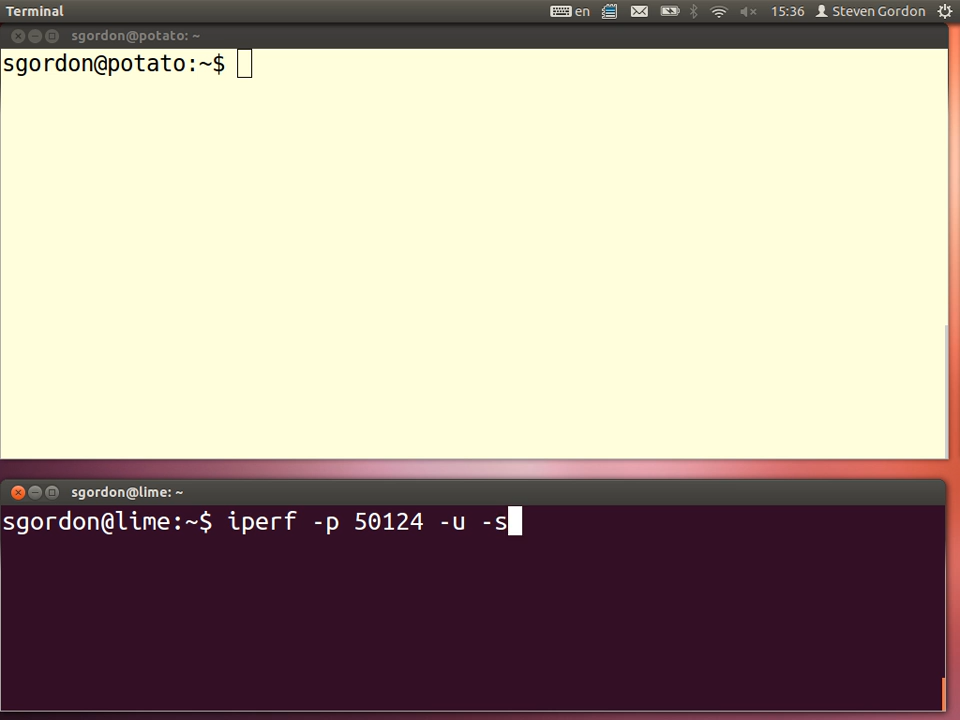 Terminal en 15:36 Steven Gordon
sgordon@potato: ~
sgordon@potato:~$
sgordon@lime: ~
sgordon@lime:~$ iperf -p 50124 -u -s